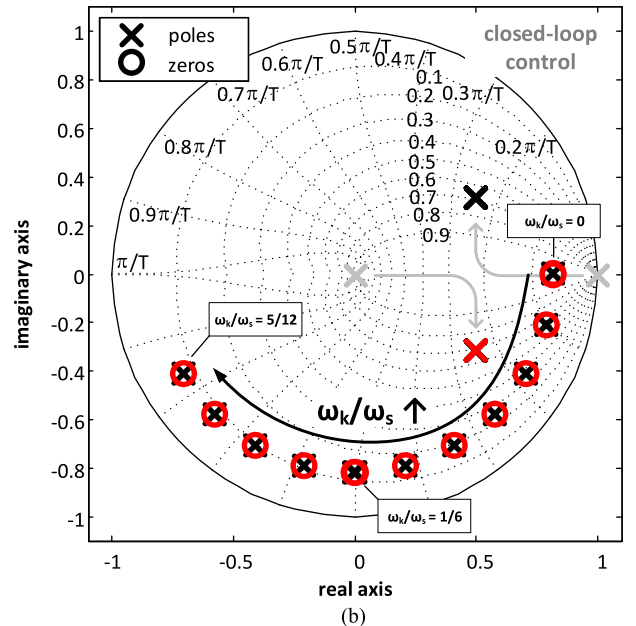 poles
zeros
closed-loop
control
0.5π/T
0.4π/T
0.6π/T
0.1
0.7π/T
0.2
0.3π/T
0.3
0.8π/T
0.4
0.2π/T
0.5
0.6
0.7
0.9π/T
0.8
ωk/ωs = 0
0.9
π/T
ωk/ωs = 5/12
ωk/ωs ↑
ωk/ωs = 1/6
1
0.8
0.6
0.4
0.2
0
-0.2
-0.4
-0.6
-0.8
-1
imaginary axis
-1
-0.5
0
0.5
1
real axis
(b)